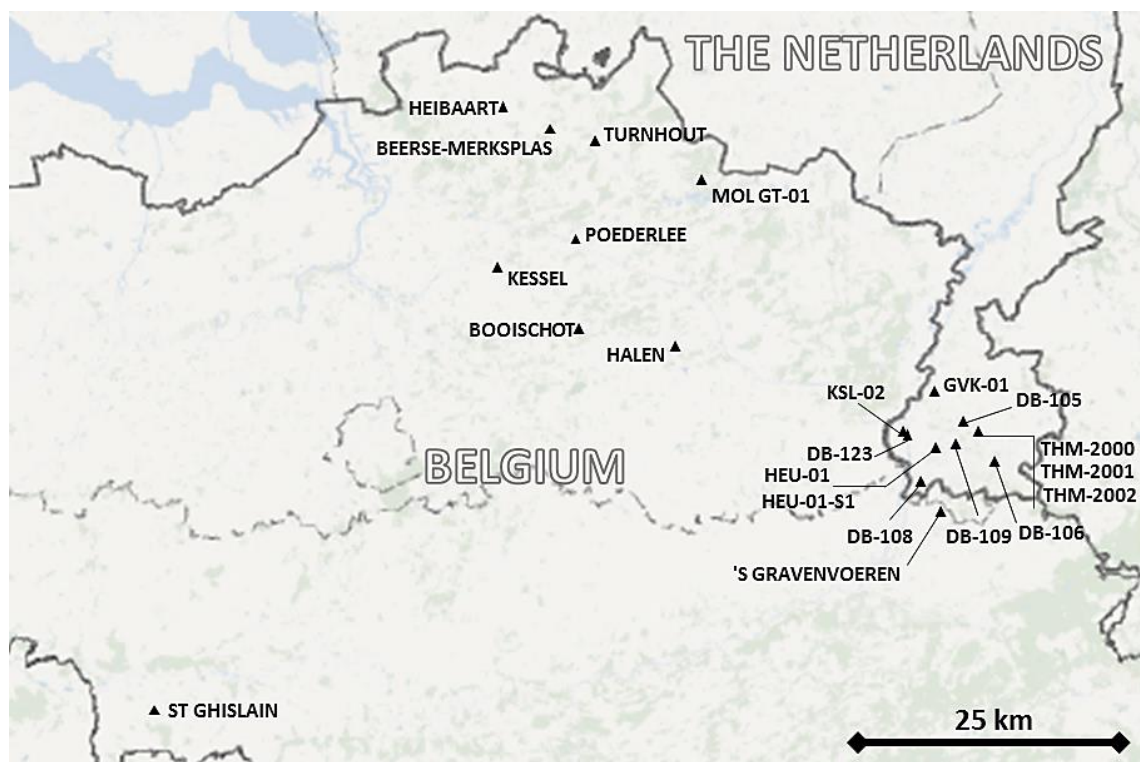 THE NETHERLANDS
HEIBAART
BEERSE-MERKSPLAS
TURNHOUT
MOL GT-01
POEDERLEE
KESSEL
BOOISCHOT
HALEN
GVK-01
KSL-02
DB-105
DB-123
THM-2000
THM-2001
THM-2002
BELGIUM
HEU-01
HEU-01-S1
DB-108
DB-109
DB-106
'S GRAVENVOEREN
ST GHISLAIN
25 km